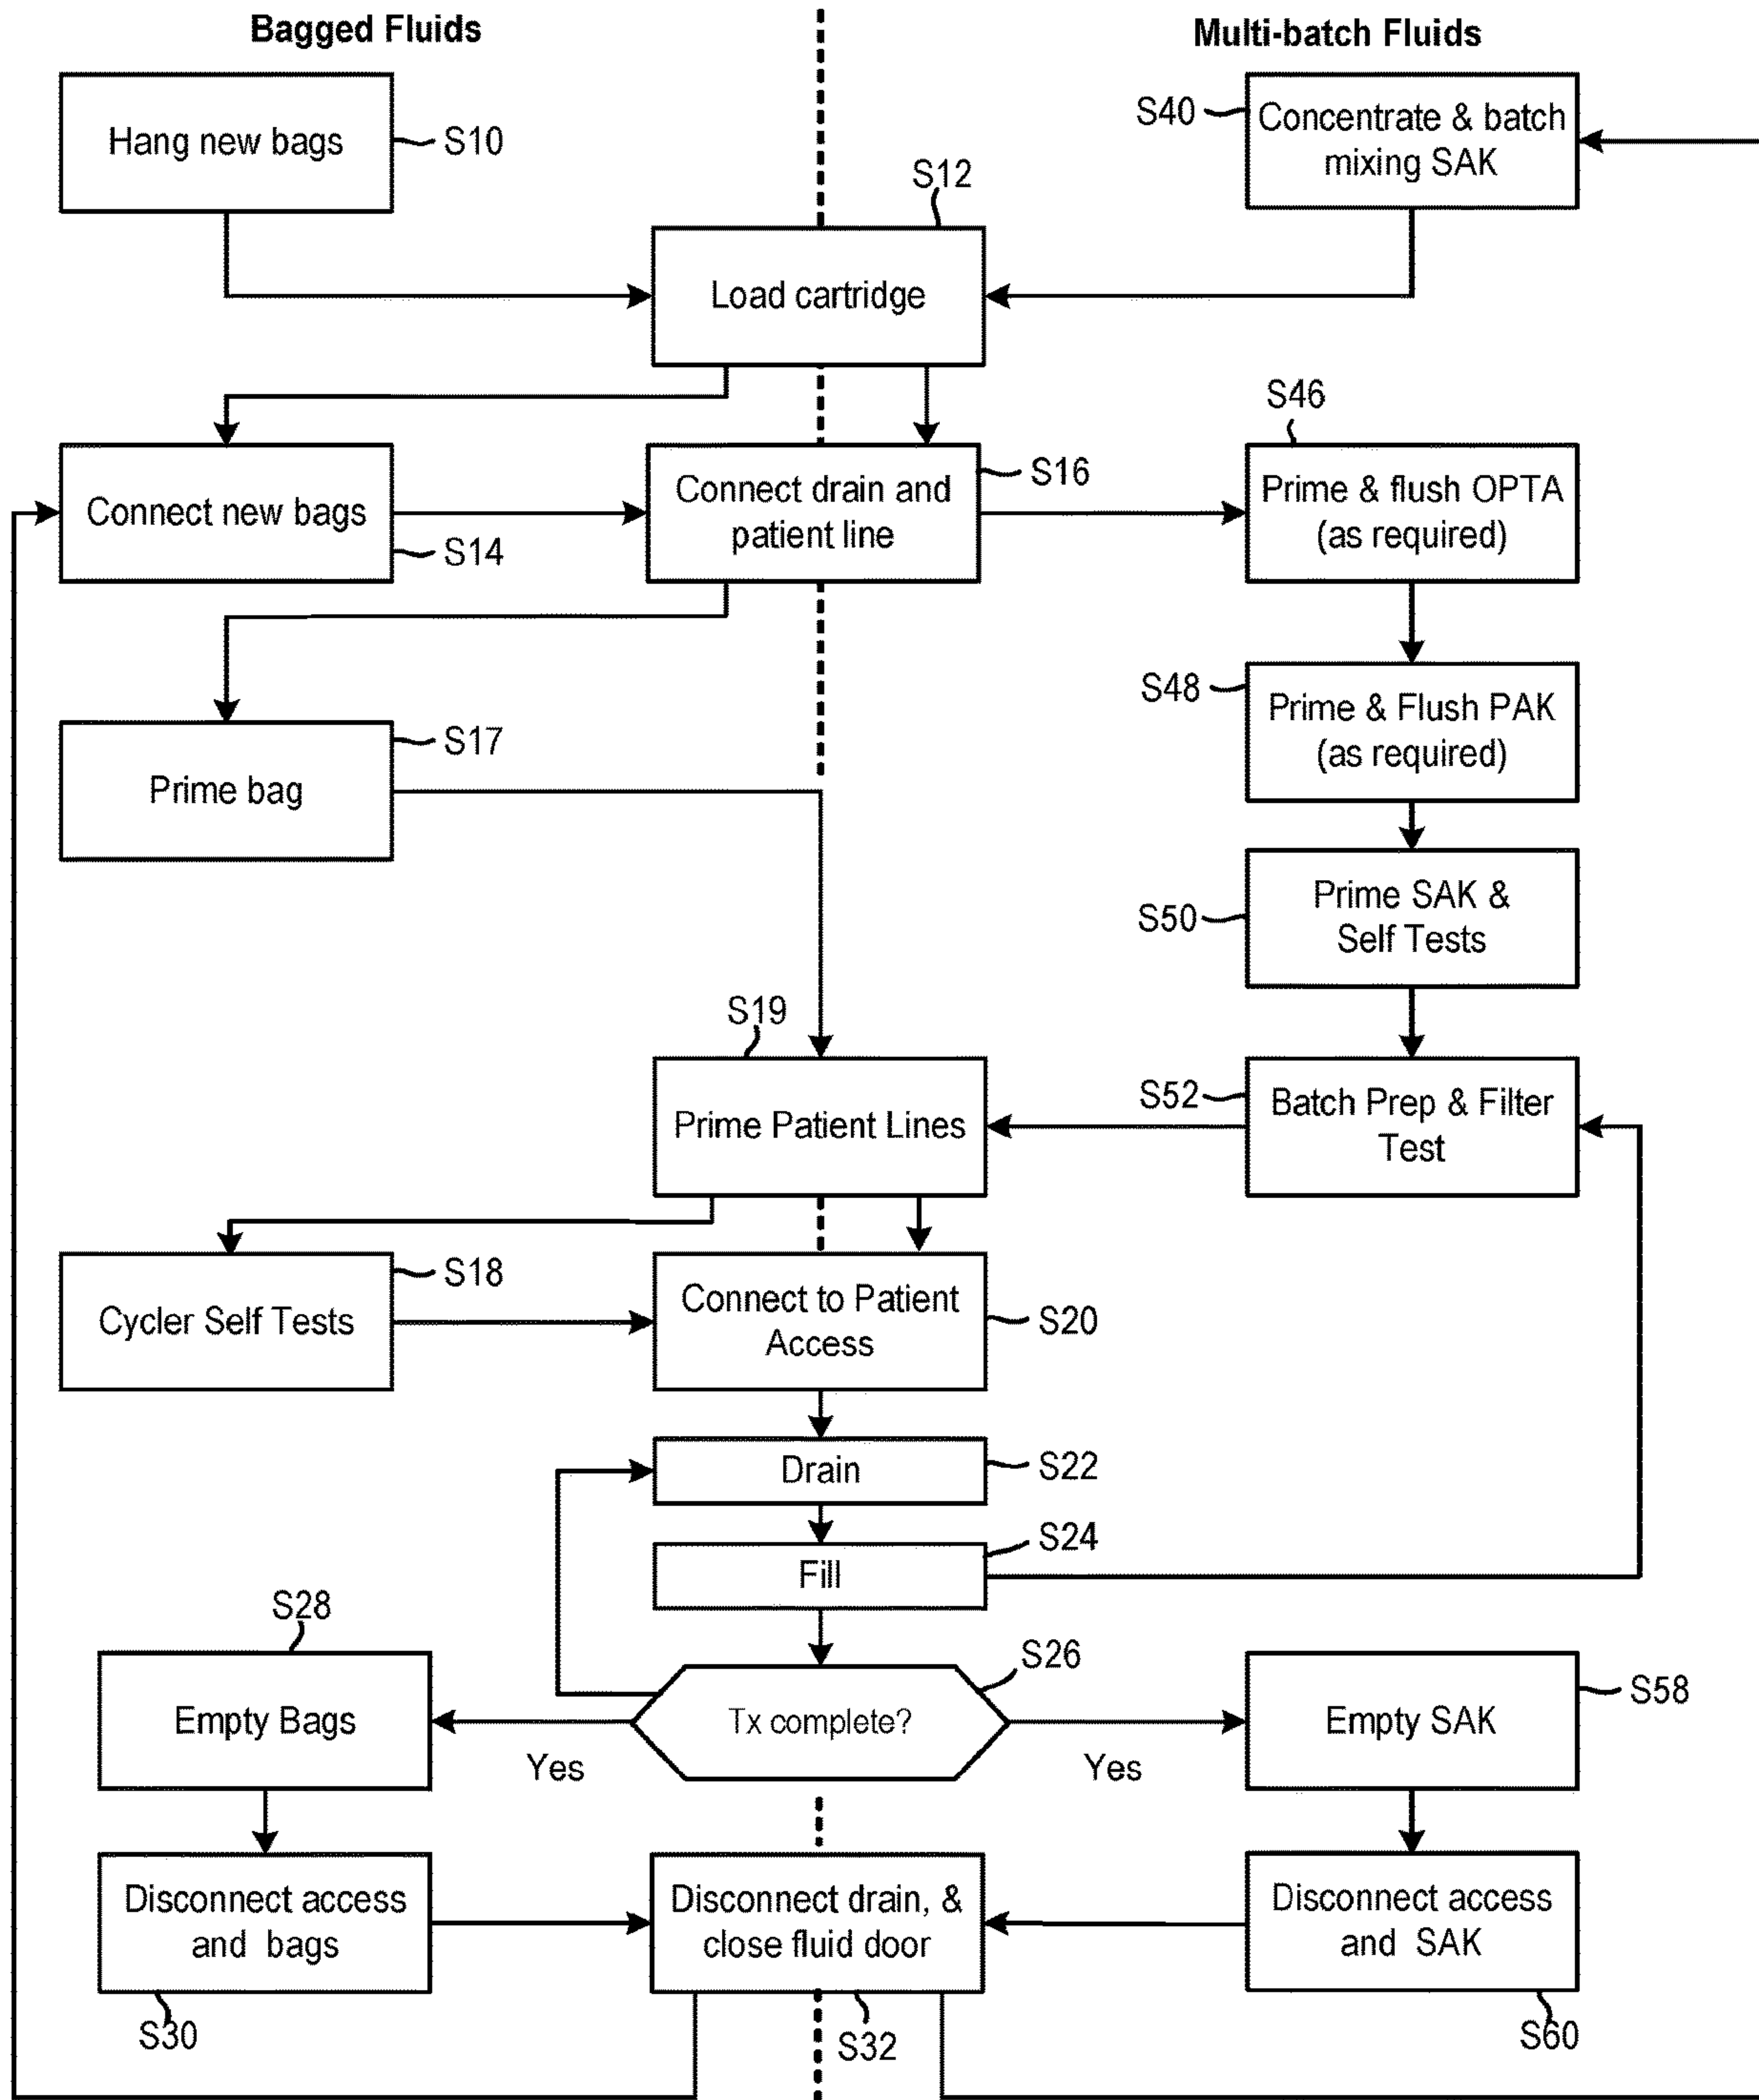 Bagged Fluids
Multi-batch Fluids
Hang new bags
S10
S40
Concentrate & batch
mixing SAK
S12
Load cartridge
Connect new bags
S14
Connect drain and
patient line
S16
S46
Prime & flush OPTA
(as required)
S48
Prime & Flush PAK
(as required)
Prime bag
S17
S50
Prime SAK &
Self Tests
S19
Prime Patient Lines
S52
Batch Prep & Filter
Test
Cycler Self Tests
S18
Connect to Patient
Access
S20
Drain
S22
Fill
S24
S28
Empty Bags
Yes
Tx complete?
S26
Yes
Empty SAK
S58
Disconnect access
and bags
S30
Disconnect drain, &
close fluid door
S32
Disconnect access
and SAK
S60